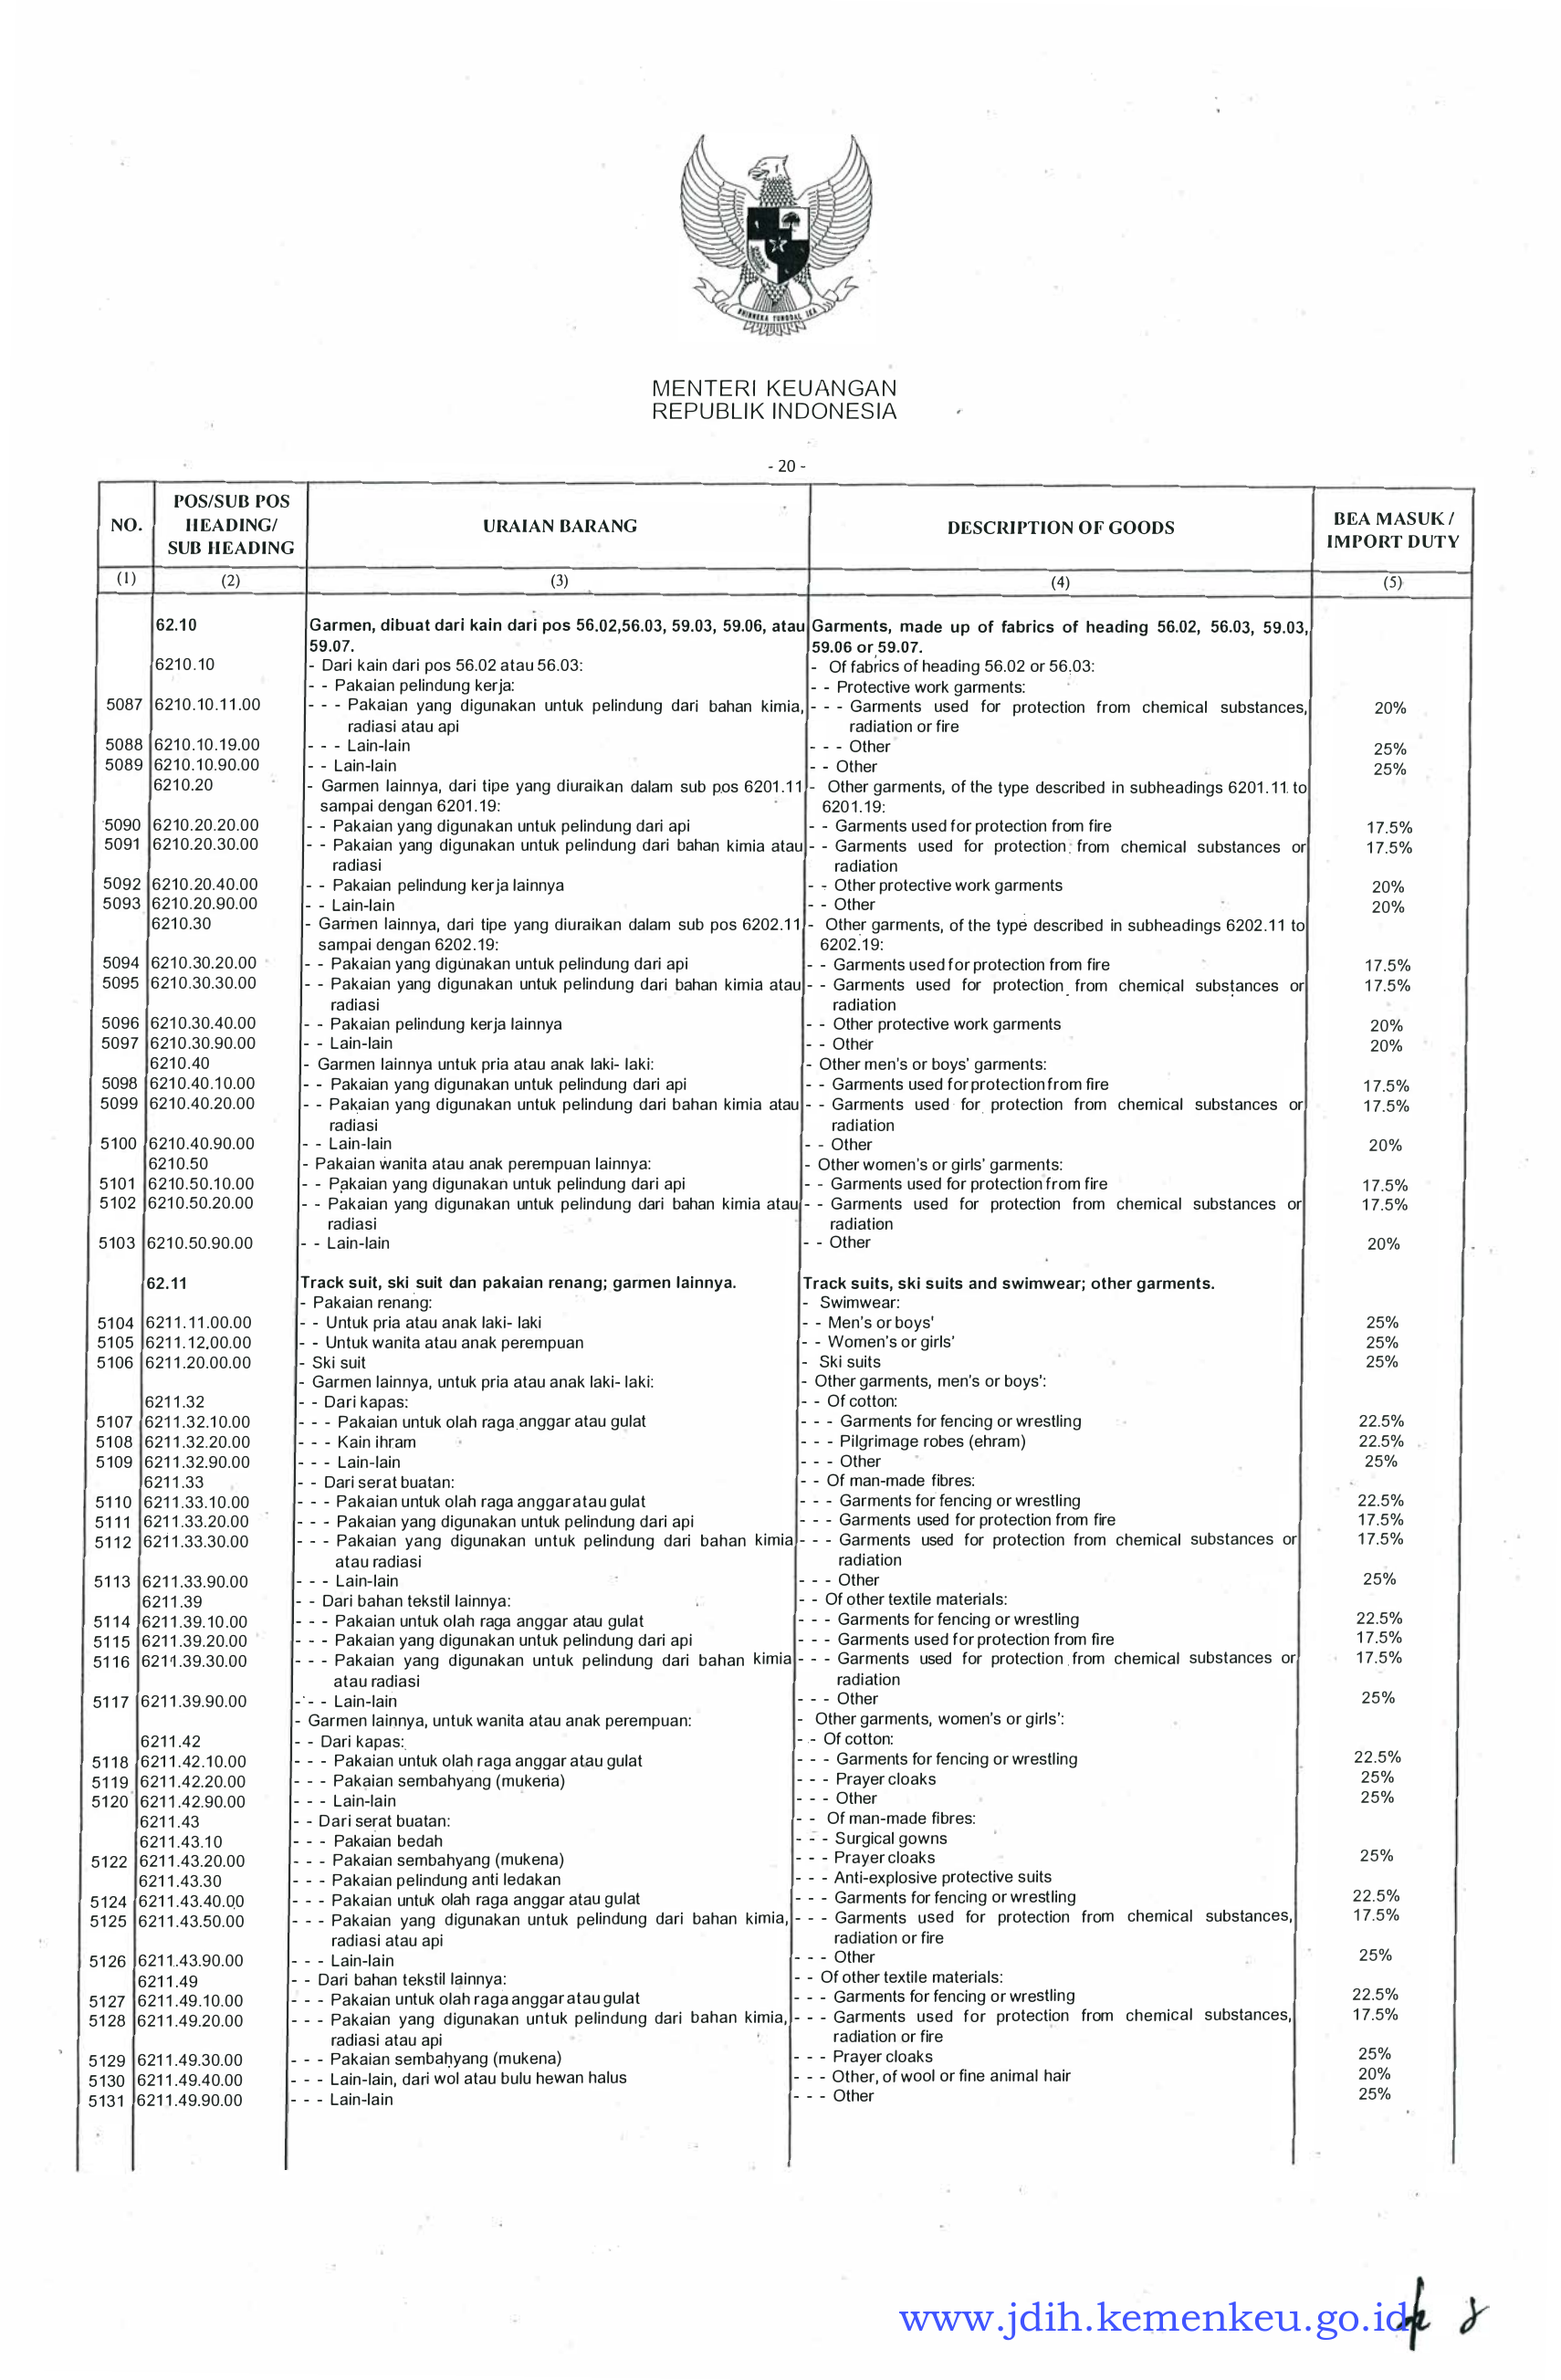 BHINNEKA TUNGGAL IKA
MENTERI KEUANGAN
REPUBLIK INDONESIA
- 20 -
NO. POS/SUB POS HEADING/ SUB HEADING URAIAN BARANG DESCRIPTION OF GOODS BEA MASUK / IMPORT DUTY
(1) (2) (3) (4) (5)
62.10 Garmen, dibuat dari kain dari pos 56.02,56.03, 59.03, 59.06, atau Garments, made up of fabrics of heading 56.02, 56.03, 59.03,
59.07. 59.06 or 59.07.
6210.10 - Dari kain dari pos 56.02 atau 56.03: - Of fabrics of heading 56.02 or 56.03:
- - Pakaian pelindung kerja: - - Protective work garments:
5087 6210.10.11.00 - - - Pakaian yang digunakan untuk pelindung dari bahan kimia, - - - Garments used for protection from chemical substances, 20%
radiasi atau api radiation or fire
5088 6210.10.19.00 - - - Lain-lain - - - Other 25%
5089 6210.10.90.00 - - Lain-lain - - Other 25%
6210.20 - Garmen lainnya, dari tipe yang diuraikan dalam sub pos 6201.11 - Other garments, of the type described in subheadings 6201.11 to
sampai dengan 6201.19: 6201.19:
5090 6210.20.20.00 - - Pakaian yang digunakan untuk pelindung dari api - - Garments used for protection from fire 17.5%
5091 6210.20.30.00 - - Pakaian yang digunakan untuk pelindung dari bahan kimia atau - - Garments used for protection from chemical substances or 17.5%
radiasi radiation
5092 6210.20.40.00 - - Pakaian pelindung kerja lainnya - - Other protective work garments 20%
5093 6210.20.90.00 - - Lain-lain - - Other 20%
6210.30 - Garmen lainnya, dari tipe yang diuraikan dalam sub pos 6202.11 - Other garments, of the type described in subheadings 6202.11 to
sampai dengan 6202.19: 6202.19:
5094 6210.30.20.00 - - Pakaian yang digunakan untuk pelindung dari api - - Garments used for protection from fire 17.5%
5095 6210.30.30.00 - - Pakaian yang digunakan untuk pelindung dari bahan kimia atau - - Garments used for protection from chemical substances or 17.5%
radiasi radiation
5096 6210.30.40.00 - - Pakaian pelindung kerja lainnya - - Other protective work garments 20%
5097 6210.30.90.00 - - Lain-lain - - Other 20%
6210.40 - Garmen lainnya untuk pria atau anak laki- laki: - Other men's or boys' garments:
5098 6210.40.10.00 - - Pakaian yang digunakan untuk pelindung dari api - - Garments used for protection from fire 17.5%
5099 6210.40.20.00 - - Pakaian yang digunakan untuk pelindung dari bahan kimia atau - - Garments used for protection from chemical substances or 17.5%
radiasi radiation
5100 6210.40.90.00 - - Lain-lain - - Other 20%
6210.50 - Pakaian wanita atau anak perempuan lainnya: - Other women's or girls' garments:
5101 6210.50.10.00 - - Pakaian yang digunakan untuk pelindung dari api - - Garments used for protection from fire 17.5%
5102 6210.50.20.00 - - Pakaian yang digunakan untuk pelindung dari bahan kimia atau - - Garments used for protection from chemical substances or 17.5%
radiasi radiation
5103 6210.50.90.00 - - Lain-lain - - Other 20%
62.11 Track suit, ski suit dan pakaian renang; garmen lainnya. Track suits, ski suits and swimwear; other garments.
- Pakaian renang: - Swimwear:
5104 6211.11.00.00 - - Untuk pria atau anak laki- laki - - Men's or boys' 25%
5105 6211.12.00.00 - - Untuk wanita atau anak perempuan - - Women's or girls' 25%
5106 6211.20.00.00 - Ski suit - Ski suits 25%
- Garmen lainnya, untuk pria atau anak laki- laki: - Other garments, men's or boys':
6211.32 - - Dari kapas: - - Of cotton:
5107 6211.32.10.00 - - - Pakaian untuk olah raga anggar atau gulat - - - Garments for fencing or wrestling 22.5%
5108 6211.32.20.00 - - - Kain ihram - - - Pilgrimage robes (ehram) 22.5%
5109 6211.32.90.00 - - - Lain-lain - - - Other 25%
6211.33 - - Dari serat buatan: - - Of man-made fibres:
5110 6211.33.10.00 - - - Pakaian untuk olah raga anggar atau gulat - - - Garments for fencing or wrestling 22.5%
5111 6211.33.20.00 - - - Pakaian yang digunakan untuk pelindung dari api - - - Garments used for protection from fire 17.5%
5112 6211.33.30.00 - - - Pakaian yang digunakan untuk pelindung dari bahan kimia - - - Garments used for protection from chemical substances or 17.5%
atau radiasi radiation
5113 6211.33.90.00 - - - Lain-lain - - - Other 25%
6211.39 - - Dari bahan tekstil lainnya: - - Of other textile materials:
5114 6211.39.10.00 - - - Pakaian untuk olah raga anggar atau gulat - - - Garments for fencing or wrestling 22.5%
5115 6211.39.20.00 - - - Pakaian yang digunakan untuk pelindung dari api - - - Garments used for protection from fire 17.5%
5116 6211.39.30.00 - - - Pakaian yang digunakan untuk pelindung dari bahan kimia - - - Garments used for protection from chemical substances or 17.5%
atau radiasi radiation
5117 6211.39.90.00 - - - Lain-lain - - - Other 25%
- Garmen lainnya, untuk wanita atau anak perempuan: - Other garments, women's or girls':
6211.42 - - Dari kapas: - - Of cotton:
5118 6211.42.10.00 - - - Pakaian untuk olah raga anggar atau gulat - - - Garments for fencing or wrestling 22.5%
5119 6211.42.20.00 - - - Pakaian sembahyang (mukena) - - - Prayer cloaks 25%
5120 6211.42.90.00 - - - Lain-lain - - - Other 25%
6211.43 - - Dari serat buatan: - - Of man-made fibres:
6211.43.10 - - - Pakaian bedah - - - Surgical gowns
5122 6211.43.20.00 - - - Pakaian sembahyang (mukena) - - - Prayer cloaks 25%
6211.43.30 - - - Pakaian pelindung anti ledakan - - - Anti-explosive protective suits
5124 6211.43.40.00 - - - Pakaian untuk olah raga anggar atau gulat - - - Garments for fencing or wrestling 22.5%
5125 6211.43.50.00 - - - Pakaian yang digunakan untuk pelindung dari bahan kimia, - - - Garments used for protection from chemical substances, 17.5%
radiasi atau api radiation or fire
5126 6211.43.90.00 - - - Lain-lain - - - Other 25%
6211.49 - - Dari bahan tekstil lainnya: - - Of other textile materials:
5127 6211.49.10.00 - - - Pakaian untuk olah raga anggar atau gulat - - - Garments for fencing or wrestling 22.5%
5128 6211.49.20.00 - - - Pakaian yang digunakan untuk pelindung dari bahan kimia, - - - Garments used for protection from chemical substances, 17.5%
radiasi atau api radiation or fire
5129 6211.49.30.00 - - - Pakaian sembahyang (mukena) - - - Prayer cloaks 25%
5130 6211.49.40.00 - - - Lain-lain, dari wol atau bulu hewan halus - - - Other, of wool or fine animal hair 20%
5131 6211.49.90.00 - - - Lain-lain - - - Other 25%
www.jdih.kemenkeu.go.id